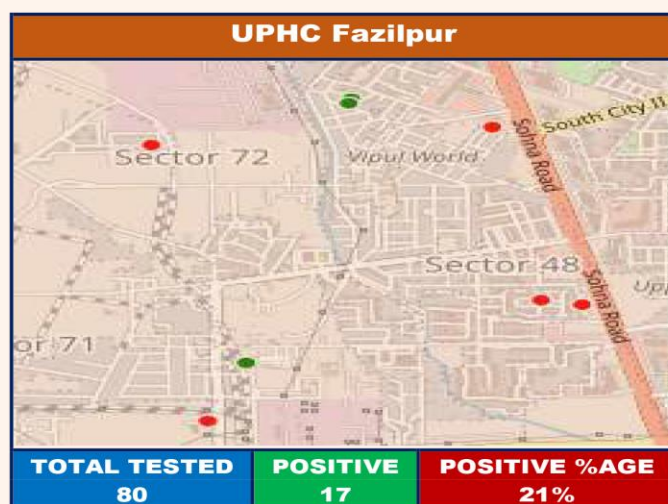 UPHC Fazilpur
South City II
Sohna Road
Sector 72
Vipul World
Sector 48
Sohna Road
or 71
TOTAL TESTED POSITIVE POSITIVE %AGE
80 17 21%